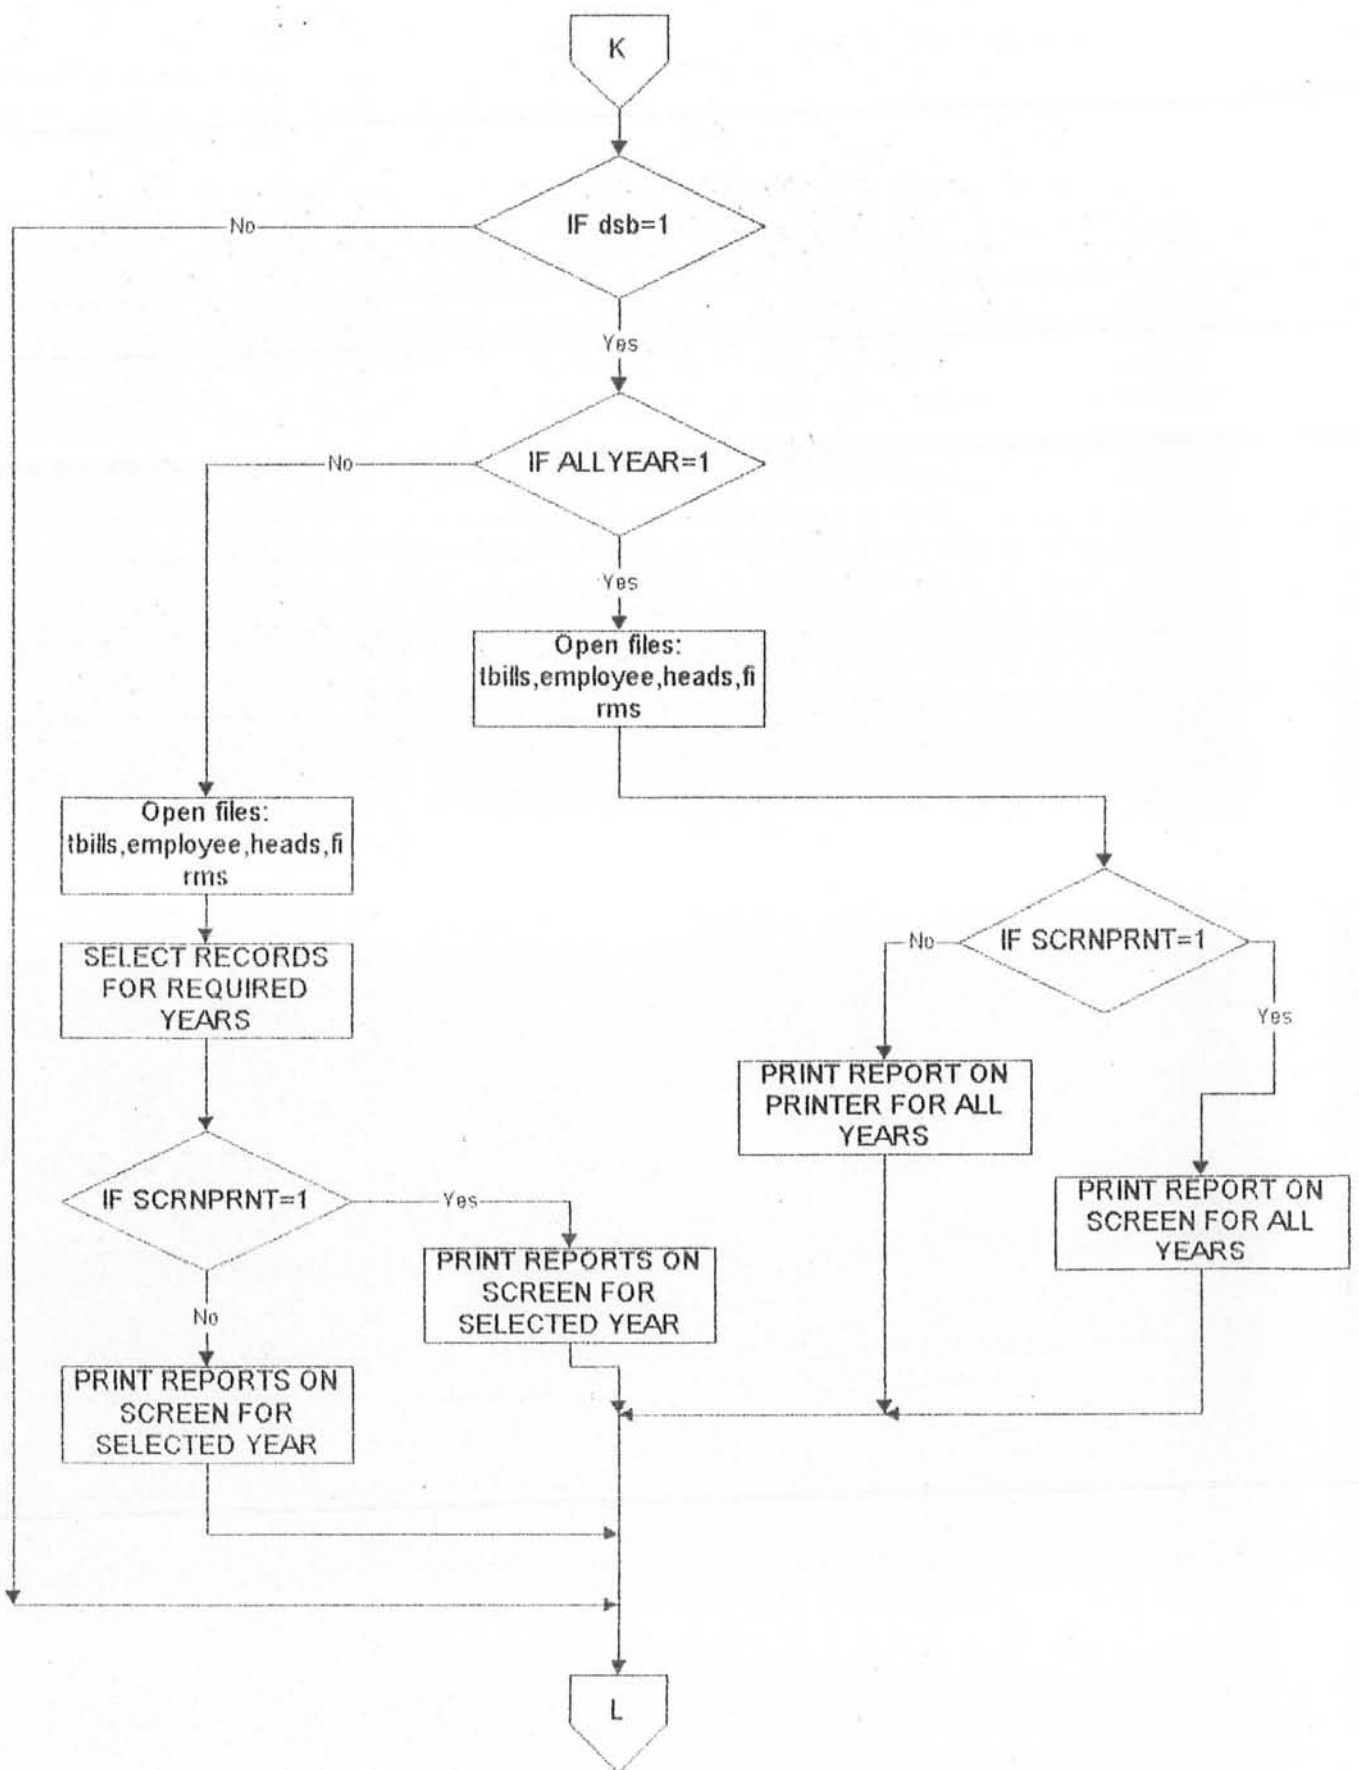 K
IF dsb=1
No
Yes
IF ALLYEAR=1
No
Yes
Open files:
tbills,employee,heads,fi
rms
Open files:
tbills,employee,heads,fi
rms
SELECT RECORDS
FOR REQUIRED
YEARS
IF SCRNPRNT=1
No
Yes
PRINT REPORT ON
PRINTER FOR ALL
YEARS
PRINT REPORT ON
SCREEN FOR ALL
YEARS
IF SCRNPRNT=1
Yes
No
PRINT REPORTS ON
SCREEN FOR
SELECTED YEAR
PRINT REPORTS ON
SCREEN FOR
SELECTED YEAR
L